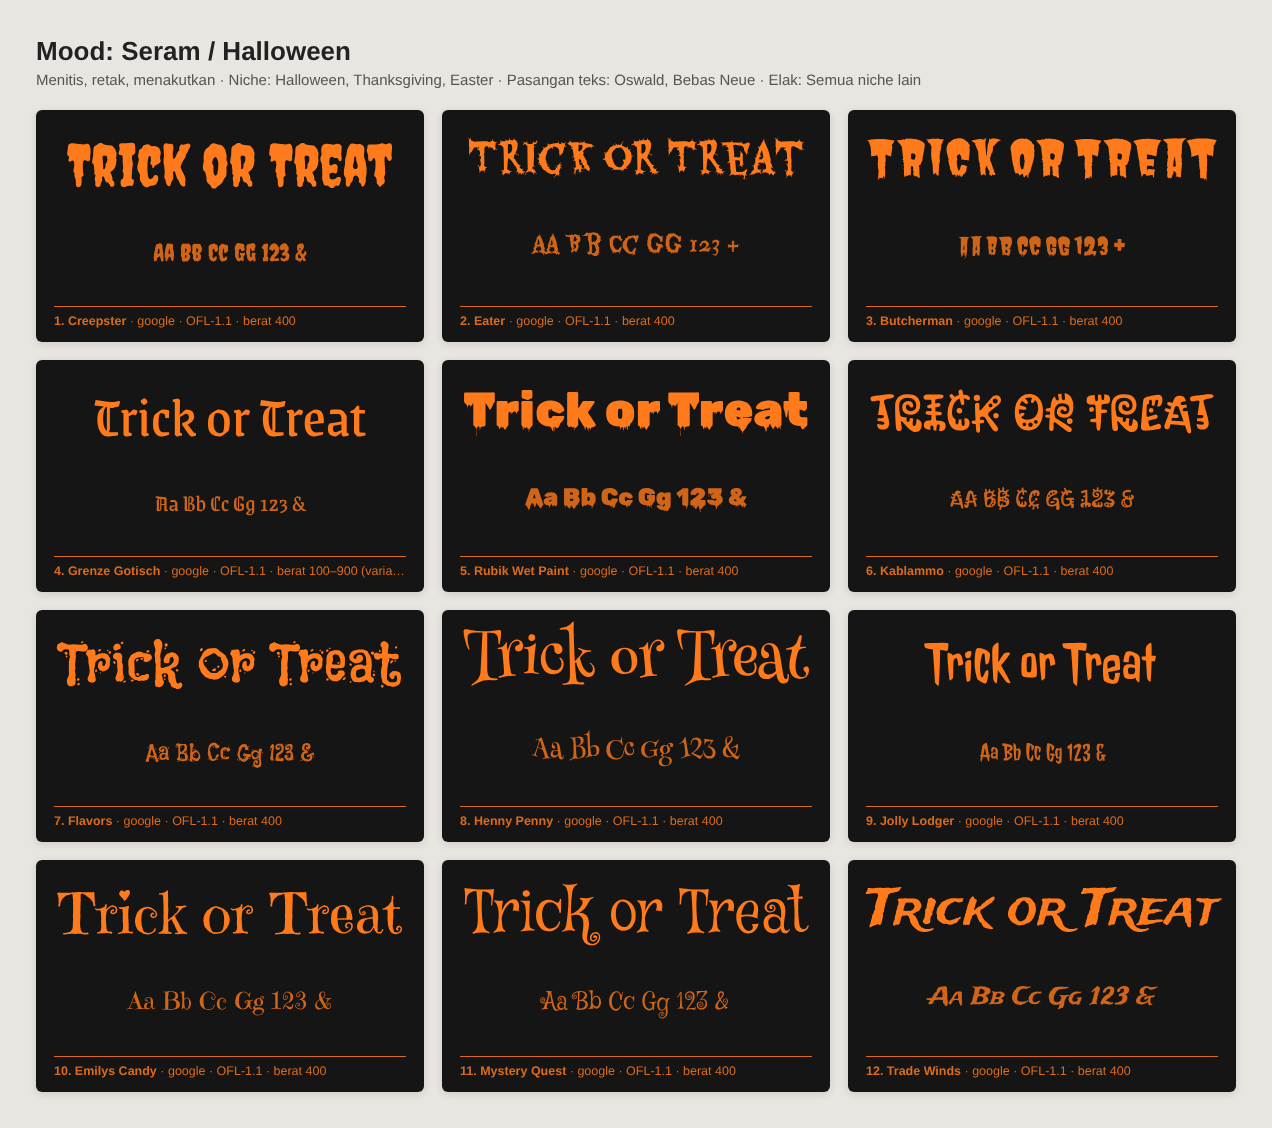 Mood: Seram / Halloween
Menitis, retak, menakutkan · Niche: Halloween, Thanksgiving, Easter · Pasangan teks: Oswald, Bebas Neue · Elak: Semua niche lain
TRICK OR TREAT
AA BB CC GG 123 &
1. Creepster · google · OFL-1.1 · berat 400
TRICK OR TREAT
AA BB CC GG 123 +
2. Eater · google · OFL-1.1 · berat 400
TRICK OR TREAT
AA BB CC GG 123 +
3. Butcherman · google · OFL-1.1 · berat 400
Trick or Treat
Aa Bb Cc Gg 123 &
4. Grenze Gotisch · google · OFL-1.1 · berat 100–900 (varia…
Trick or Treat
Aa Bb Cc Gg 123 &
5. Rubik Wet Paint · google · OFL-1.1 · berat 400
TRICK OR TREAT
AA BB CC GG 123 &
6. Kablammo · google · OFL-1.1 · berat 400
Trick or Treat
Aa Bb Cc Gg 123 &
7. Flavors · google · OFL-1.1 · berat 400
Trick or Treat
Aa Bb Cc Gg 123 &
8. Henny Penny · google · OFL-1.1 · berat 400
Trick or Treat
Aa Bb Cc Gg 123 &
9. Jolly Lodger · google · OFL-1.1 · berat 400
Trick or Treat
Aa Bb Cc Gg 123 &
10. Emilys Candy · google · OFL-1.1 · berat 400
Trick or Treat
Aa Bb Cc Gg 123 &
11. Mystery Quest · google · OFL-1.1 · berat 400
Trick or Treat
Aa Bb Cc Gg 123 &
12. Trade Winds · google · OFL-1.1 · berat 400